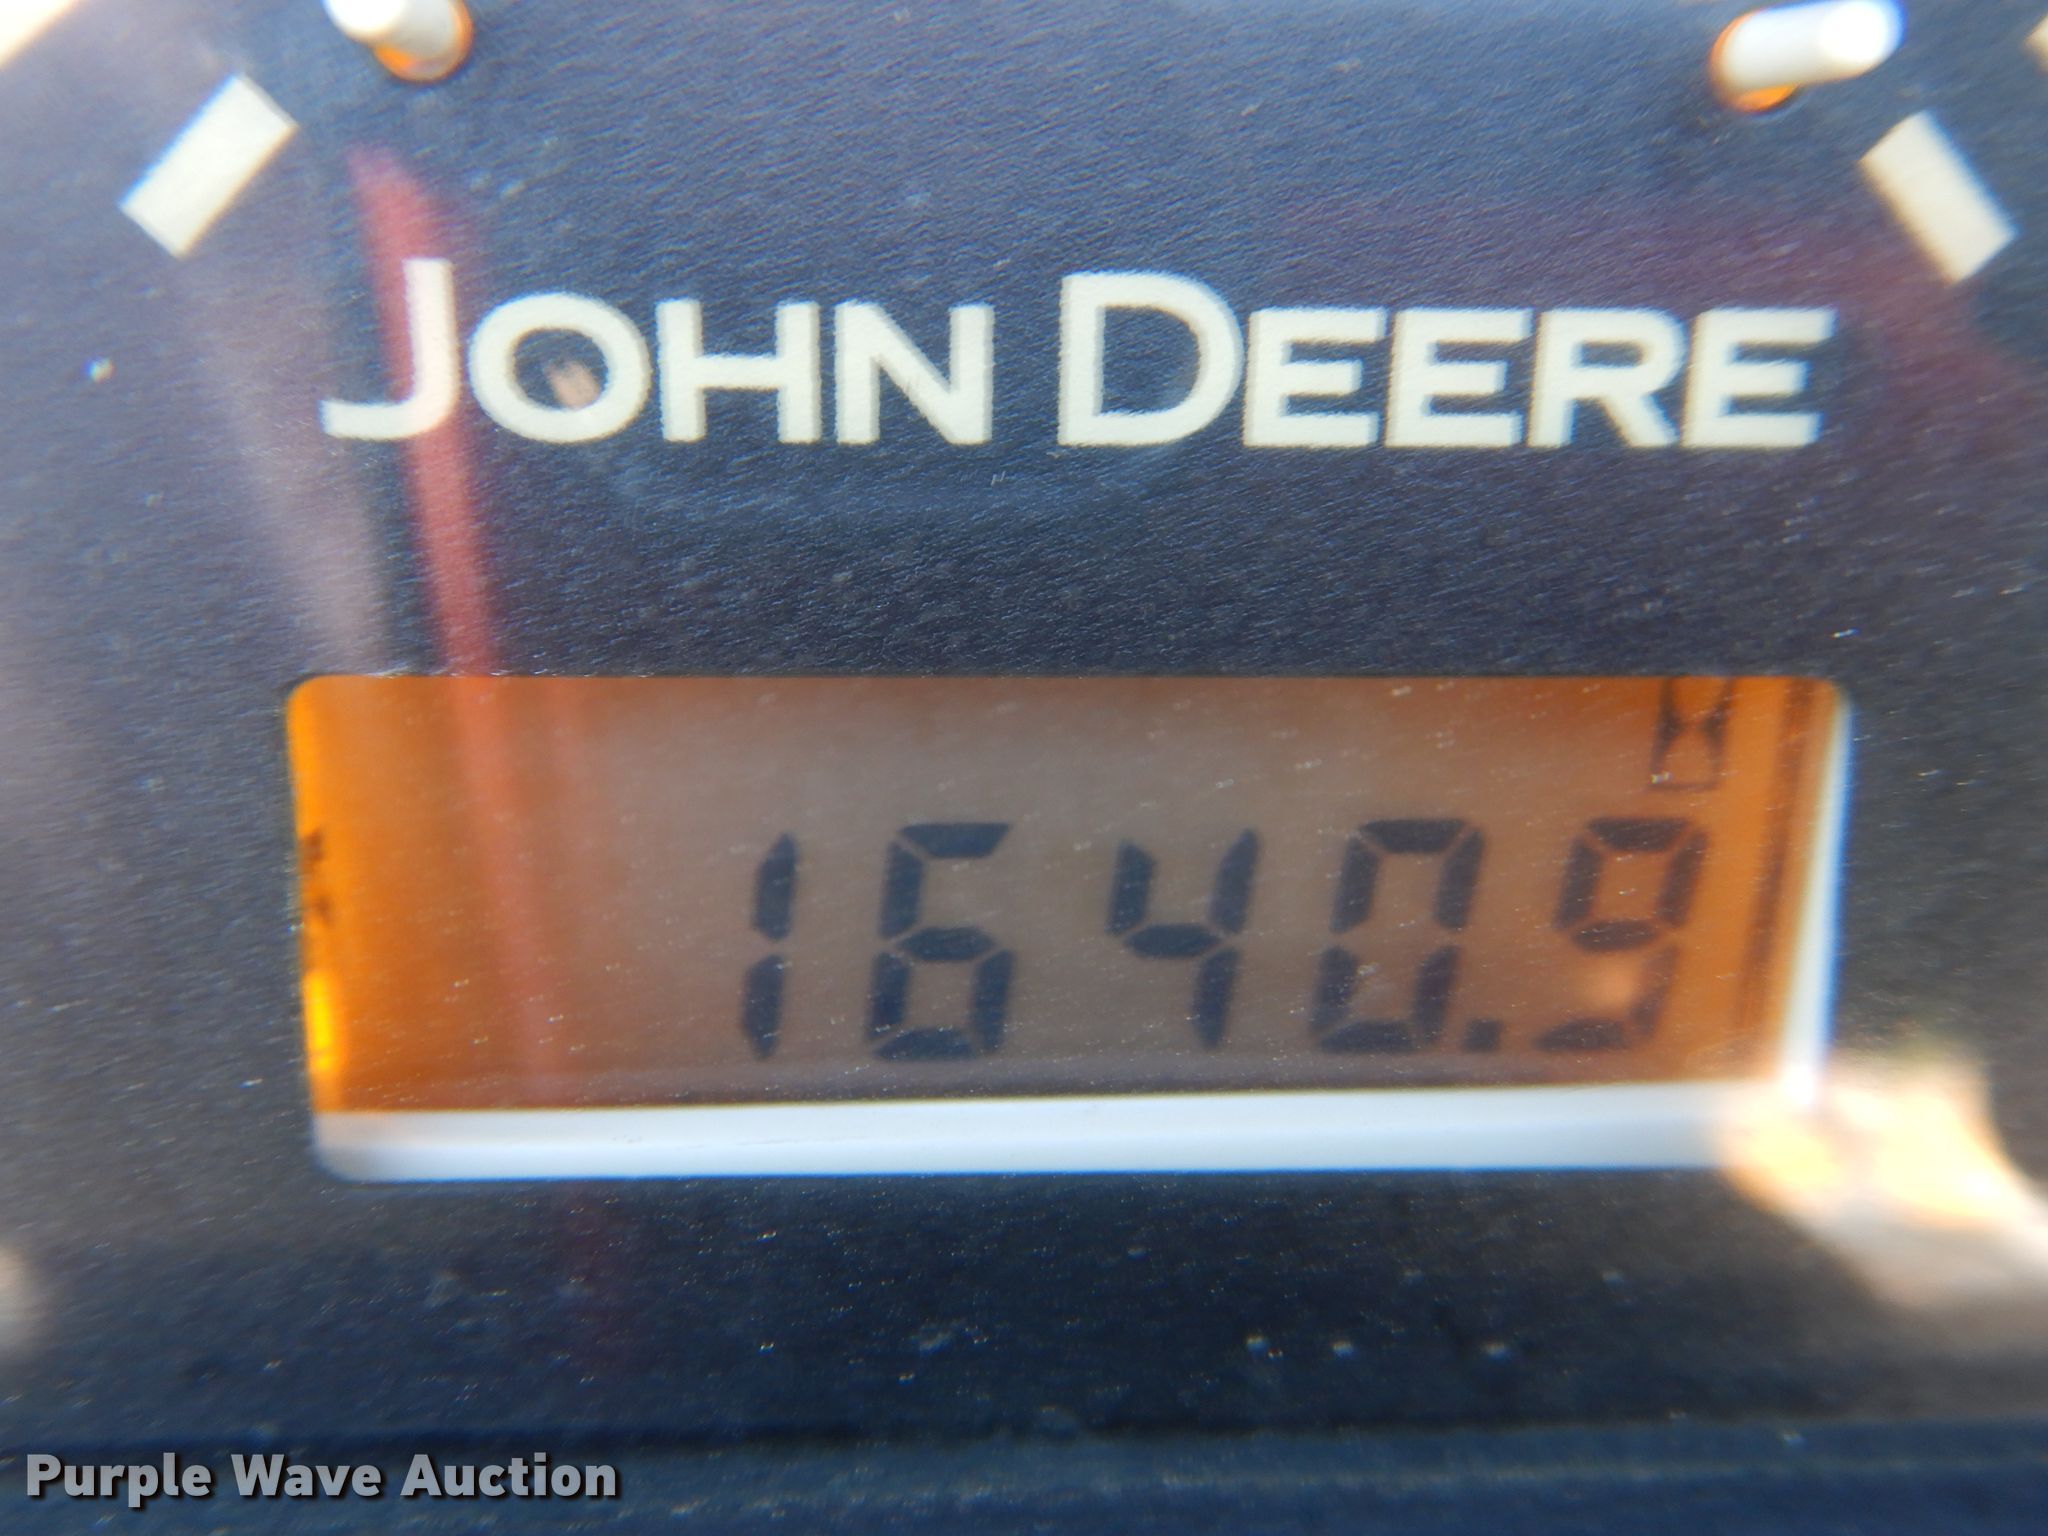 JOHN DEERE
1640.9
Purple Wave Auction